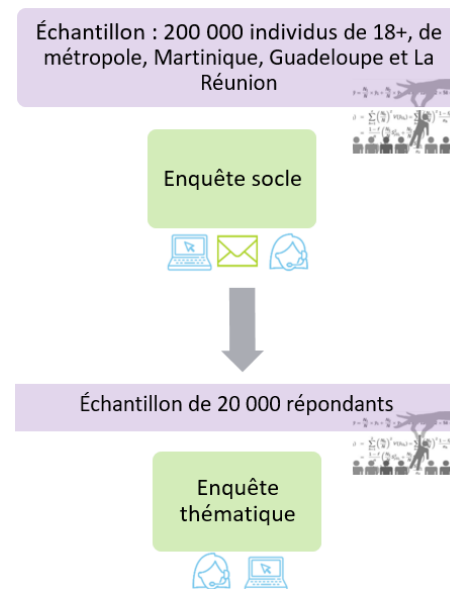 Échantillon : 200 000 individus de 18+, de
métropole, Martinique, Guadeloupe et La
Réunion
Enquête socle
Échantillon de 20 000 répondants
Enquête
thématique